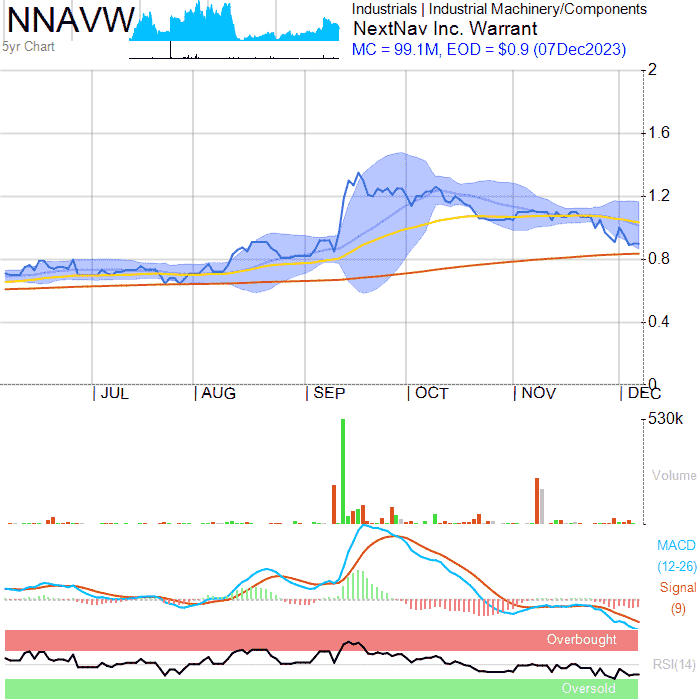 NNAVW
5yr Chart
Industrials | Industrial Machinery/Components
NextNav Inc. Warrant
MC = 99.1M, EOD = $0.9 (07Dec2023)
2
1.6
1.2
0.8
0.4
0
JUL AUG SEP OCT NOV DEC
530k
Volume
MACD
(12-26)
Signal
(9)
Overbought
RSI(14)
Oversold